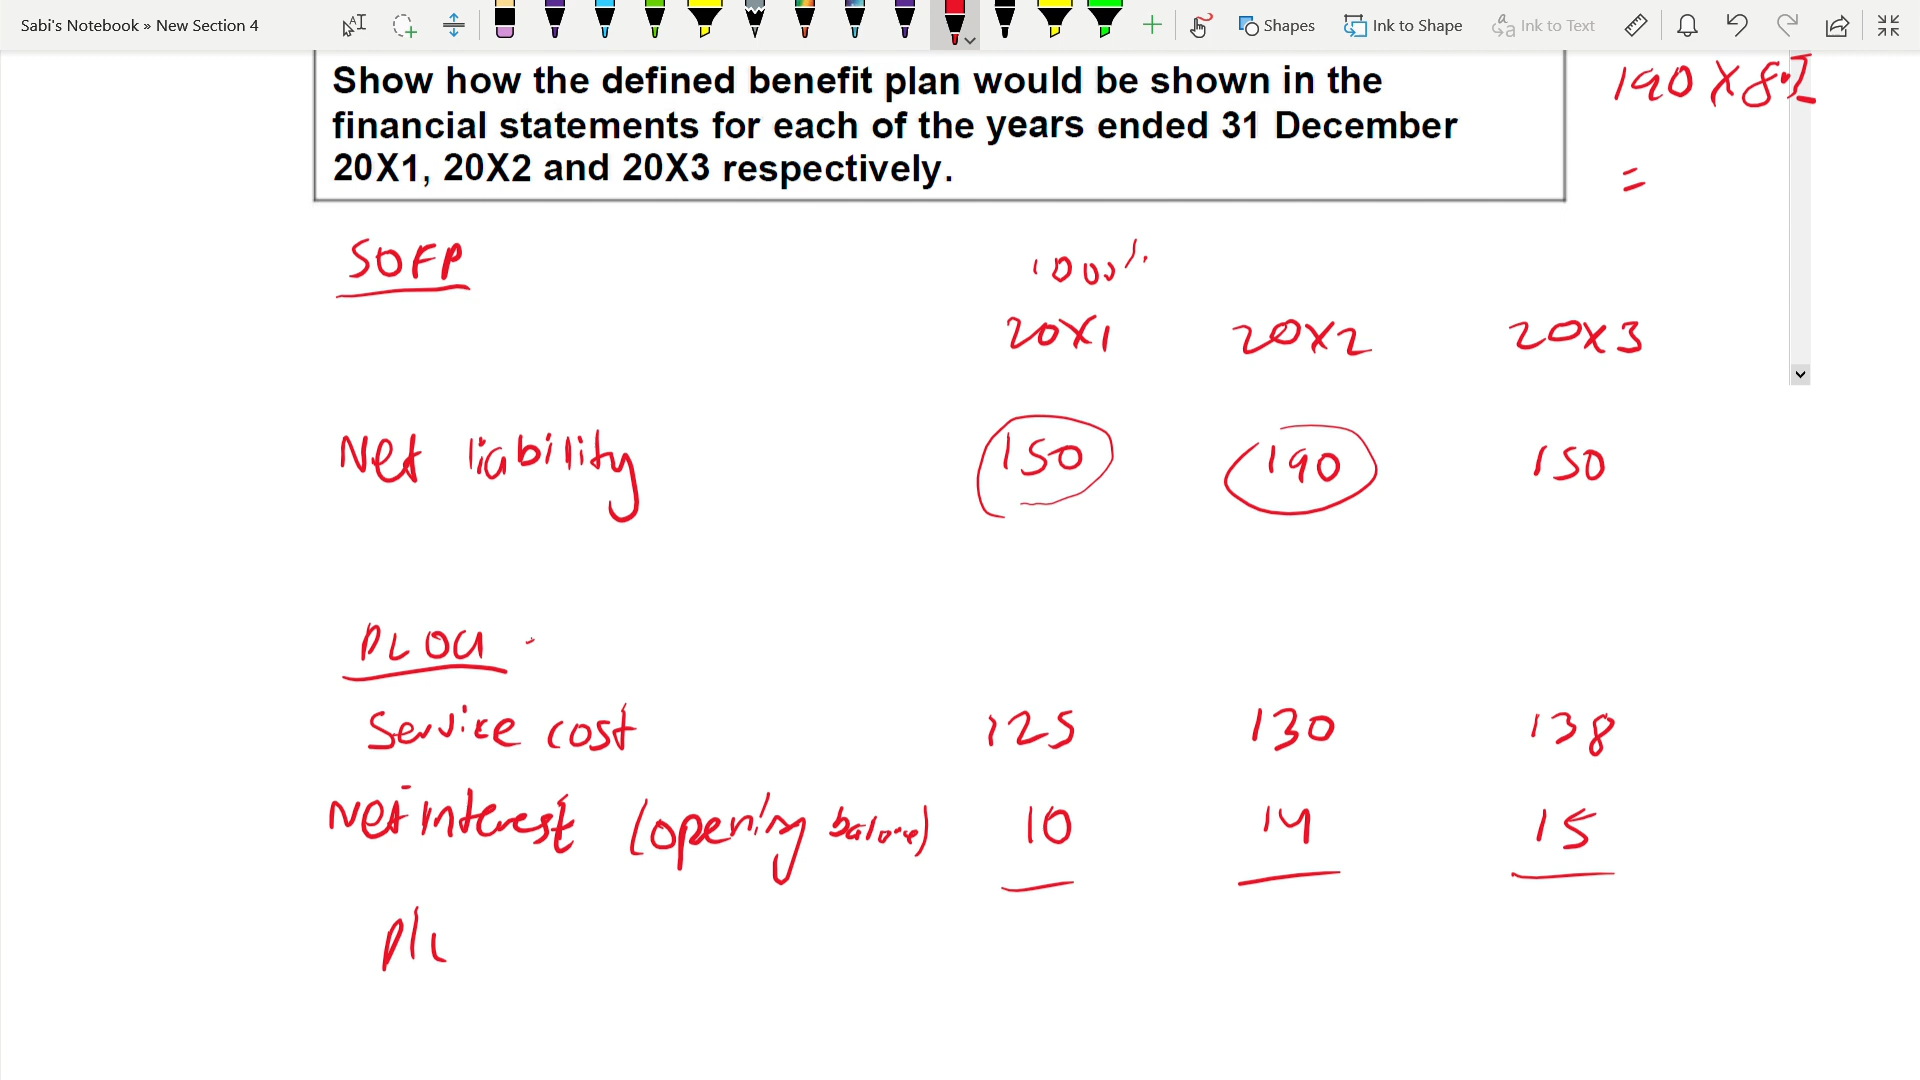 Sabi's Notebook » New Section 4
Shapes
Ink to Shape
Ink to Text
Show how the defined benefit plan would be shown in the
financial statements for each of the years ended 31 December
20X1, 20X2 and 20X3 respectively.
190 X 8%
=
SOFP
20X1 20X2 20X3
Net liability 150 190 150
PLOCI
Service cost 125 130 138
Net interest (opening balance) 10 14 15
P/L